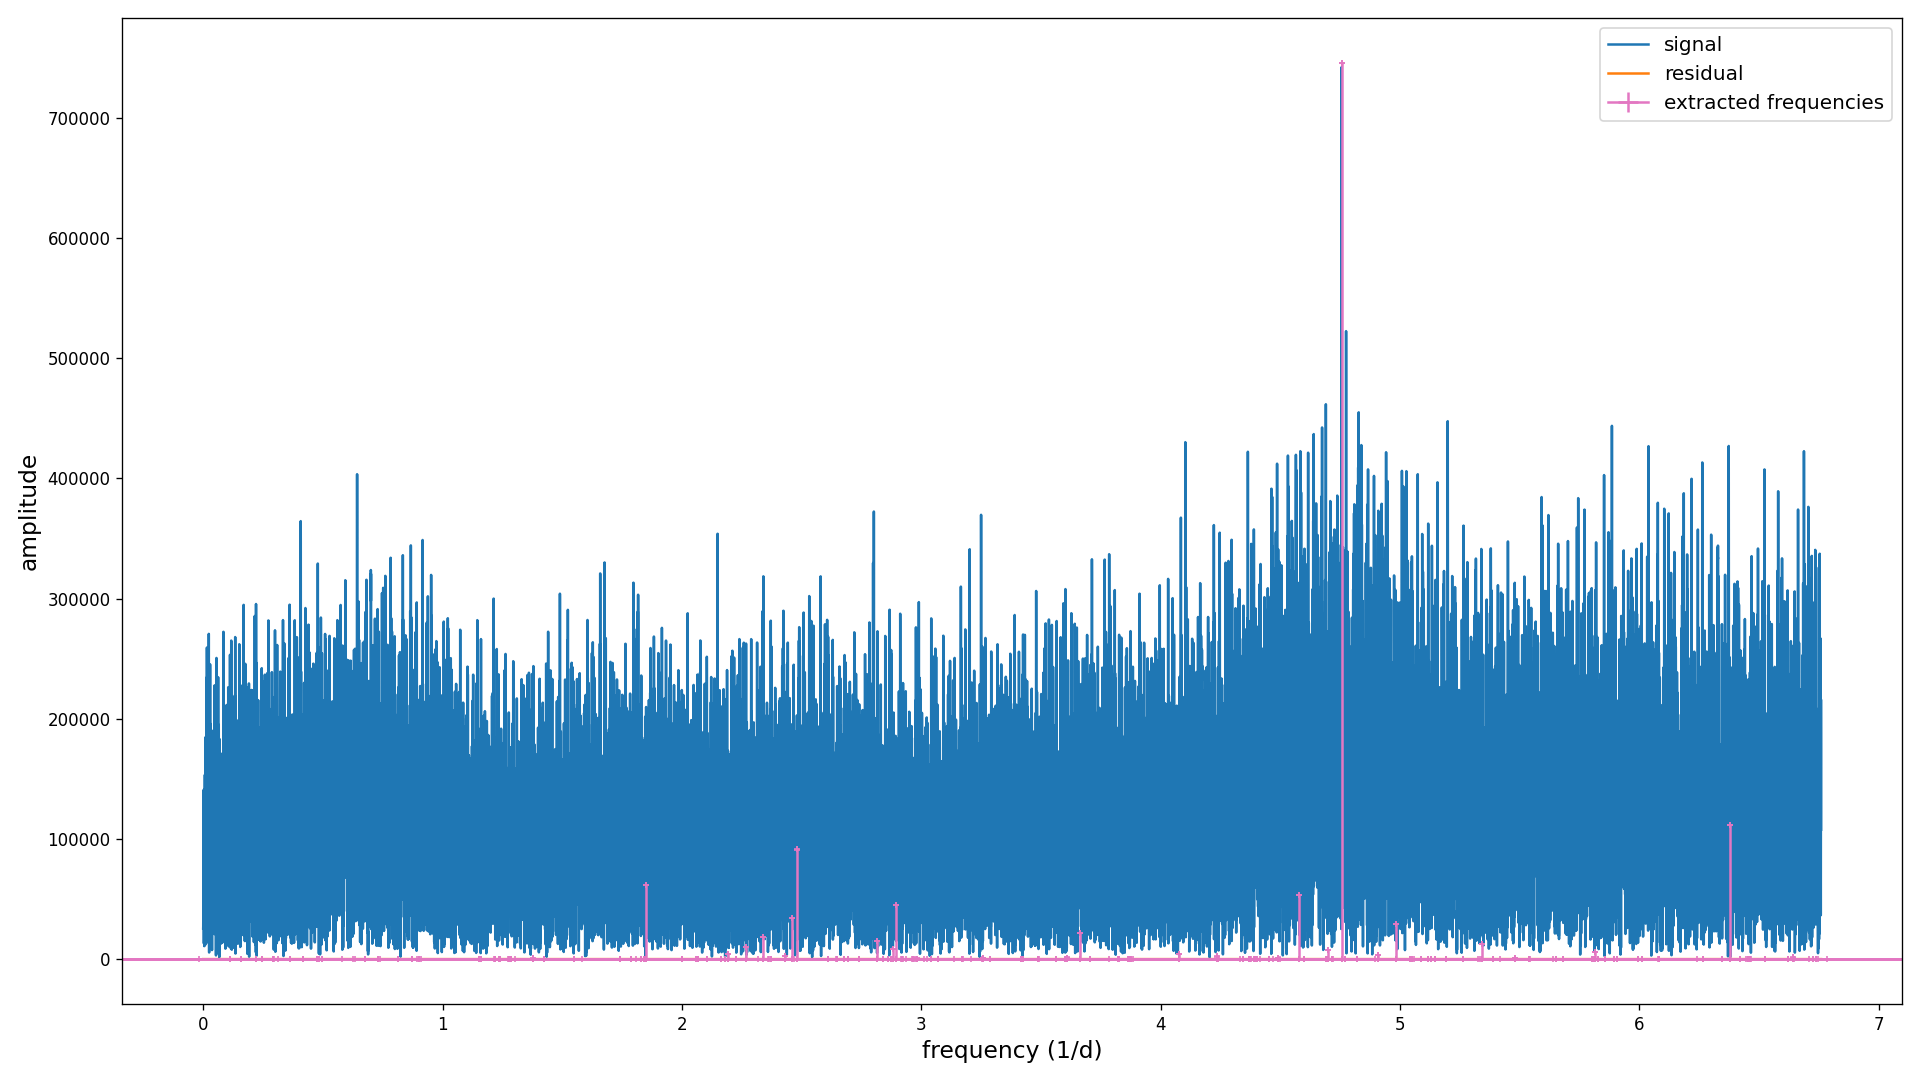 signal
residual
extracted frequencies
700000
600000
500000
400000
300000
200000
100000
0
amplitude
0 1 2 3 4 5 6 7
frequency (1/d)